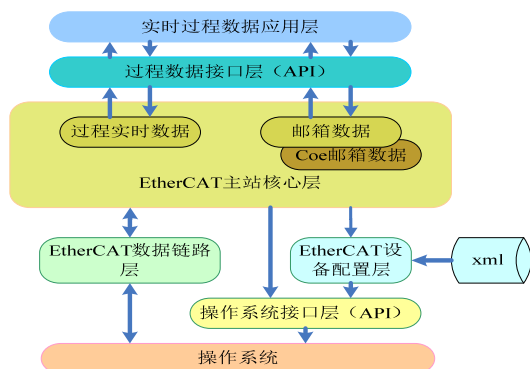 实时过程数据应用层
过程数据接口层（API）
过程实时数据
邮箱数据
Coe邮箱数据
EtherCAT主站核心层
EtherCAT数据链路
层
EtherCAT设
备配置层
xml
操作系统接口层（API）
操作系统